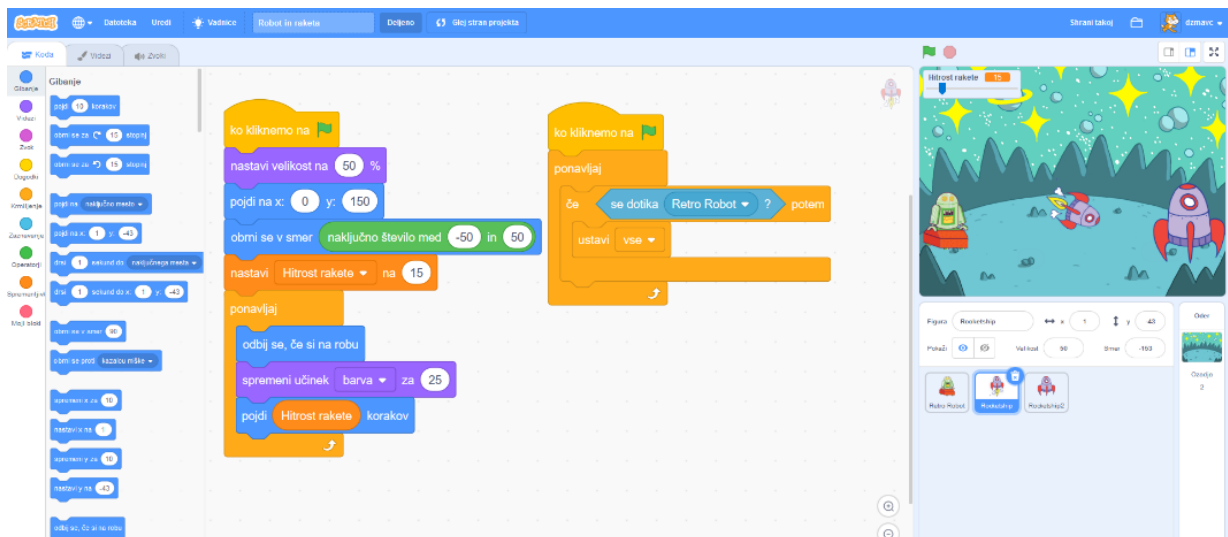 SCRATCH
Datoteka Uredi Vadnice Robot in raketa Deljeno Glej stran projekta Shrani takoj dzmavc
Koda Videzi Zvoki
Gibanje
Videzi
Zvok
Dogodki
Krmiljenje
Zaznavanje
Operatorji
Moji bloki
Gibanje
pojdi 10 korakov
obrni se za 15 stopinj
obrni se za 15 stopinj
pojdi na naključno mesto
pojdi na x: 1 y: -43
drsi 1 sekund do naključnega mesta
drsi 1 sekund do x: 1 y: -43
obrni se v smer 90
obrni se proti kazalcu miške
spremeni x za 10
nastavi x na 1
spremeni y za 10
nastavi y na -43
odbij se, če si na robu
ko kliknemo na
nastavi velikost na 50 %
pojdi na x: 0 y: 150
obrni se v smer naključno število med -50 in 50
nastavi Hitrost rakete na 15
ponavljaj
odbij se, če si na robu
spremeni učinek barva za 25
pojdi Hitrost rakete korakov
ko kliknemo na
ponavljaj
če se dotika Retro Robot ? potem
ustavi vse
Hitrost rakete 15
Figura Rocketship x 1 y -43
Pokaži Velikost 50 Smer -153
Retro Robot Rocketship Rocketship2
Oder
Ozadja
2